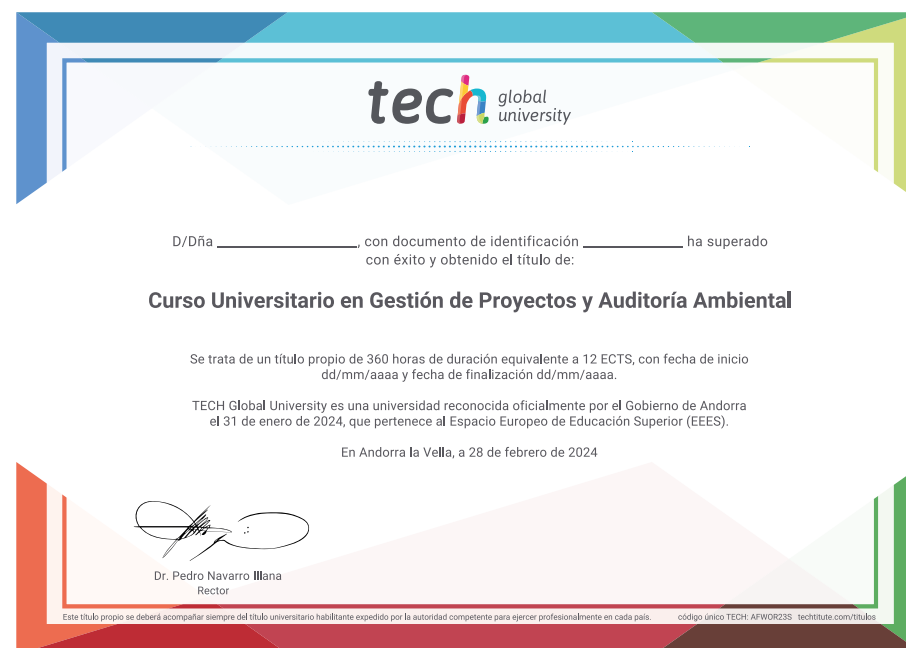 tech global university
D/Dña ____________, con documento de identificación ____________ ha superado
con éxito y obtenido el título de:
Curso Universitario en Gestión de Proyectos y Auditoría Ambiental
Se trata de un título propio de 360 horas de duración equivalente a 12 ECTS, con fecha de inicio
dd/mm/aaaa y fecha de finalización dd/mm/aaaa.
TECH Global University es una universidad reconocida oficialmente por el Gobierno de Andorra
el 31 de enero de 2024, que pertenece al Espacio Europeo de Educación Superior (EEES).
En Andorra la Vella, a 28 de febrero de 2024
Dr. Pedro Navarro Illana
Rector
Este título propio se deberá acompañar siempre del título universitario habilitante expedido por la autoridad competente para ejercer profesionalmente en cada país. código único TECH: AFWOR23S techtitute.com/titulos